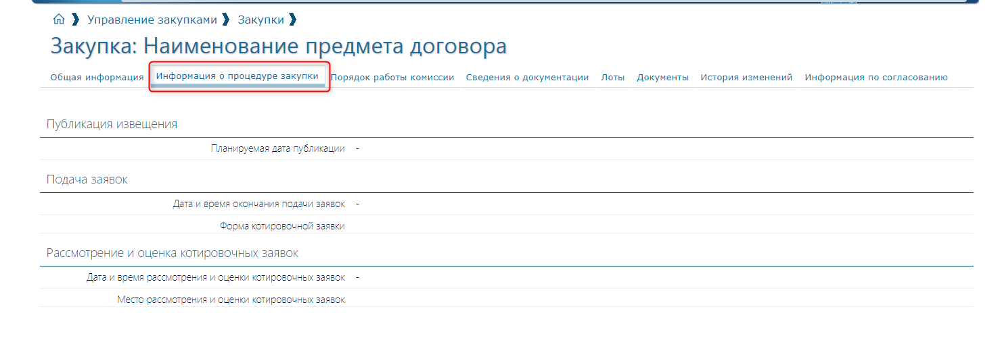 Управление закупками Закупки
Закупка: Наименование предмета договора
Общая информация Информация о процедуре закупки Порядок работы комиссии Сведения о документации Лоты Документы История изменений Информация по согласованию
Публикация извещения
Планируемая дата публикации -
Подача заявок
Дата и время окончания подачи заявок -
Форма котировочной заявки
Рассмотрение и оценка котировочных заявок
Дата и время рассмотрения и оценки котировочных заявок -
Место рассмотрения и оценки котировочных заявок